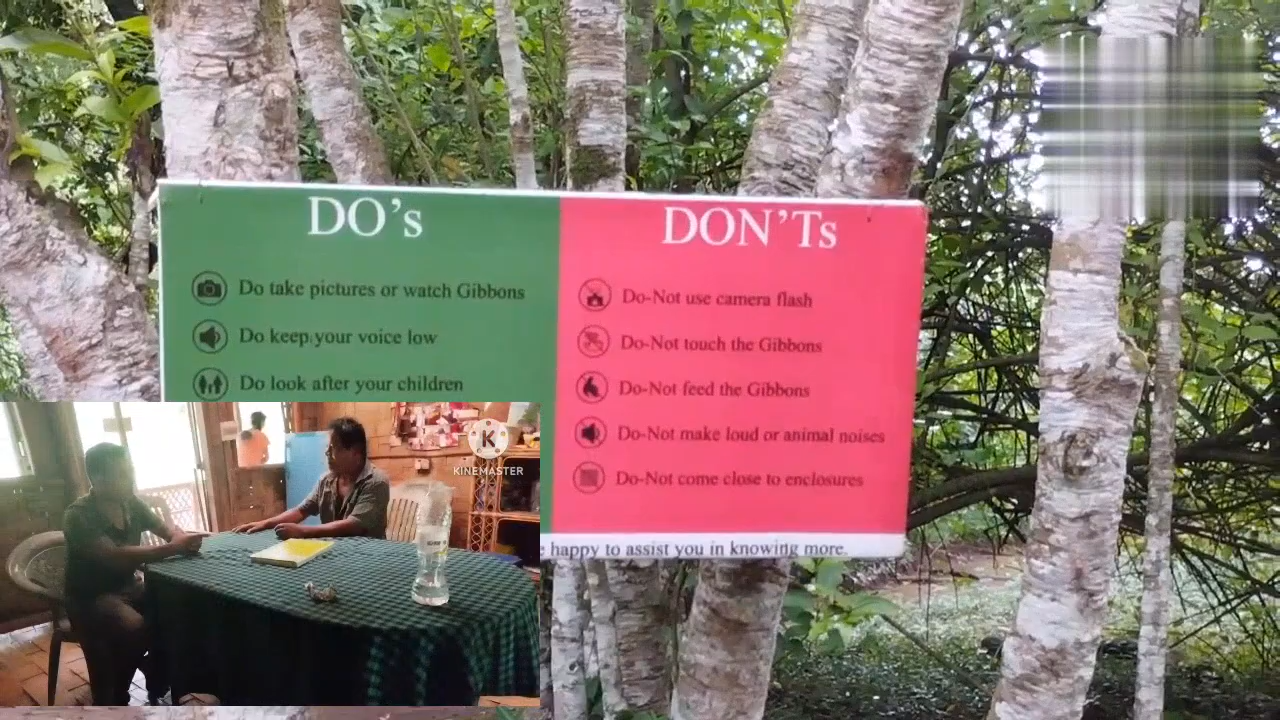 DO's
Do take pictures or watch Gibbons
Do keep your voice low
Do look after your children
DON'Ts
Do-Not use camera flash
Do-Not touch the Gibbons
Do-Not feed the Gibbons
Do-Not make loud or animal noises
Do-Not come close to enclosures
happy to assist you in knowing more.
K
KINEMASTER